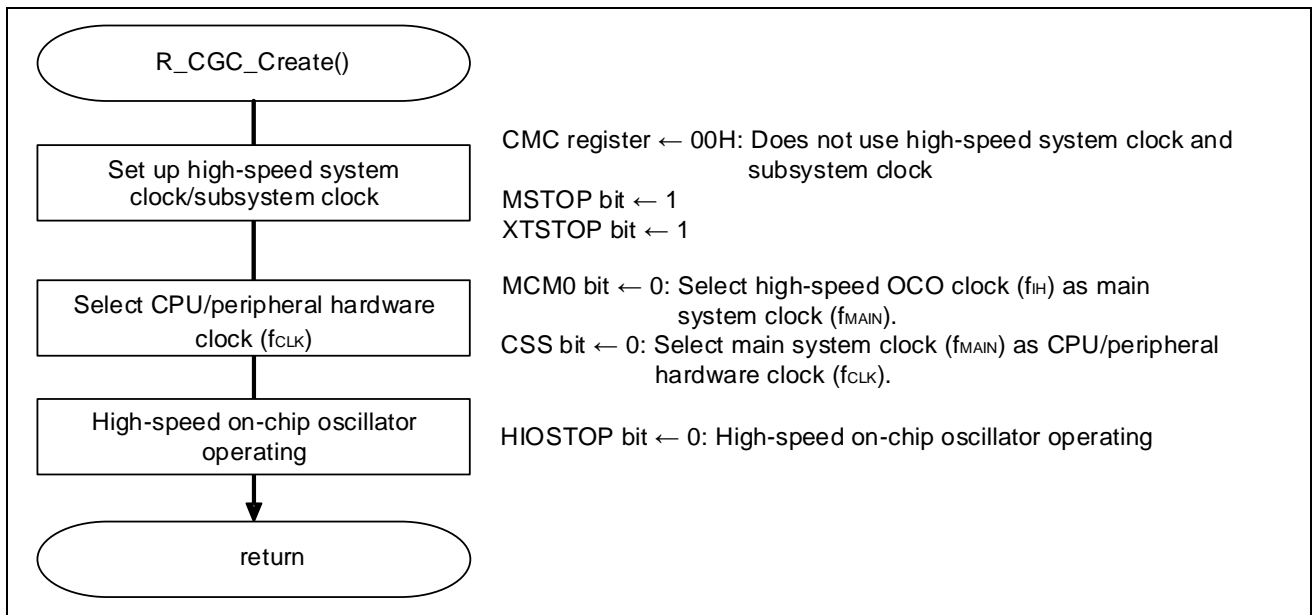 R_CGC_Create()
Set up high-speed system
clock/subsystem clock
CMC register ← 00H: Does not use high-speed system clock and
subsystem clock
MSTOP bit ← 1
XTSTOP bit ← 1
Select CPU/peripheral hardware
clock (fCLK)
MCM0 bit ← 0: Select high-speed OCO clock (fIH) as main
system clock (fMAIN).
CSS bit ← 0: Select main system clock (fMAIN) as CPU/peripheral
hardware clock (fCLK).
High-speed on-chip oscillator
operating
HIOSTOP bit ← 0: High-speed on-chip oscillator operating
return